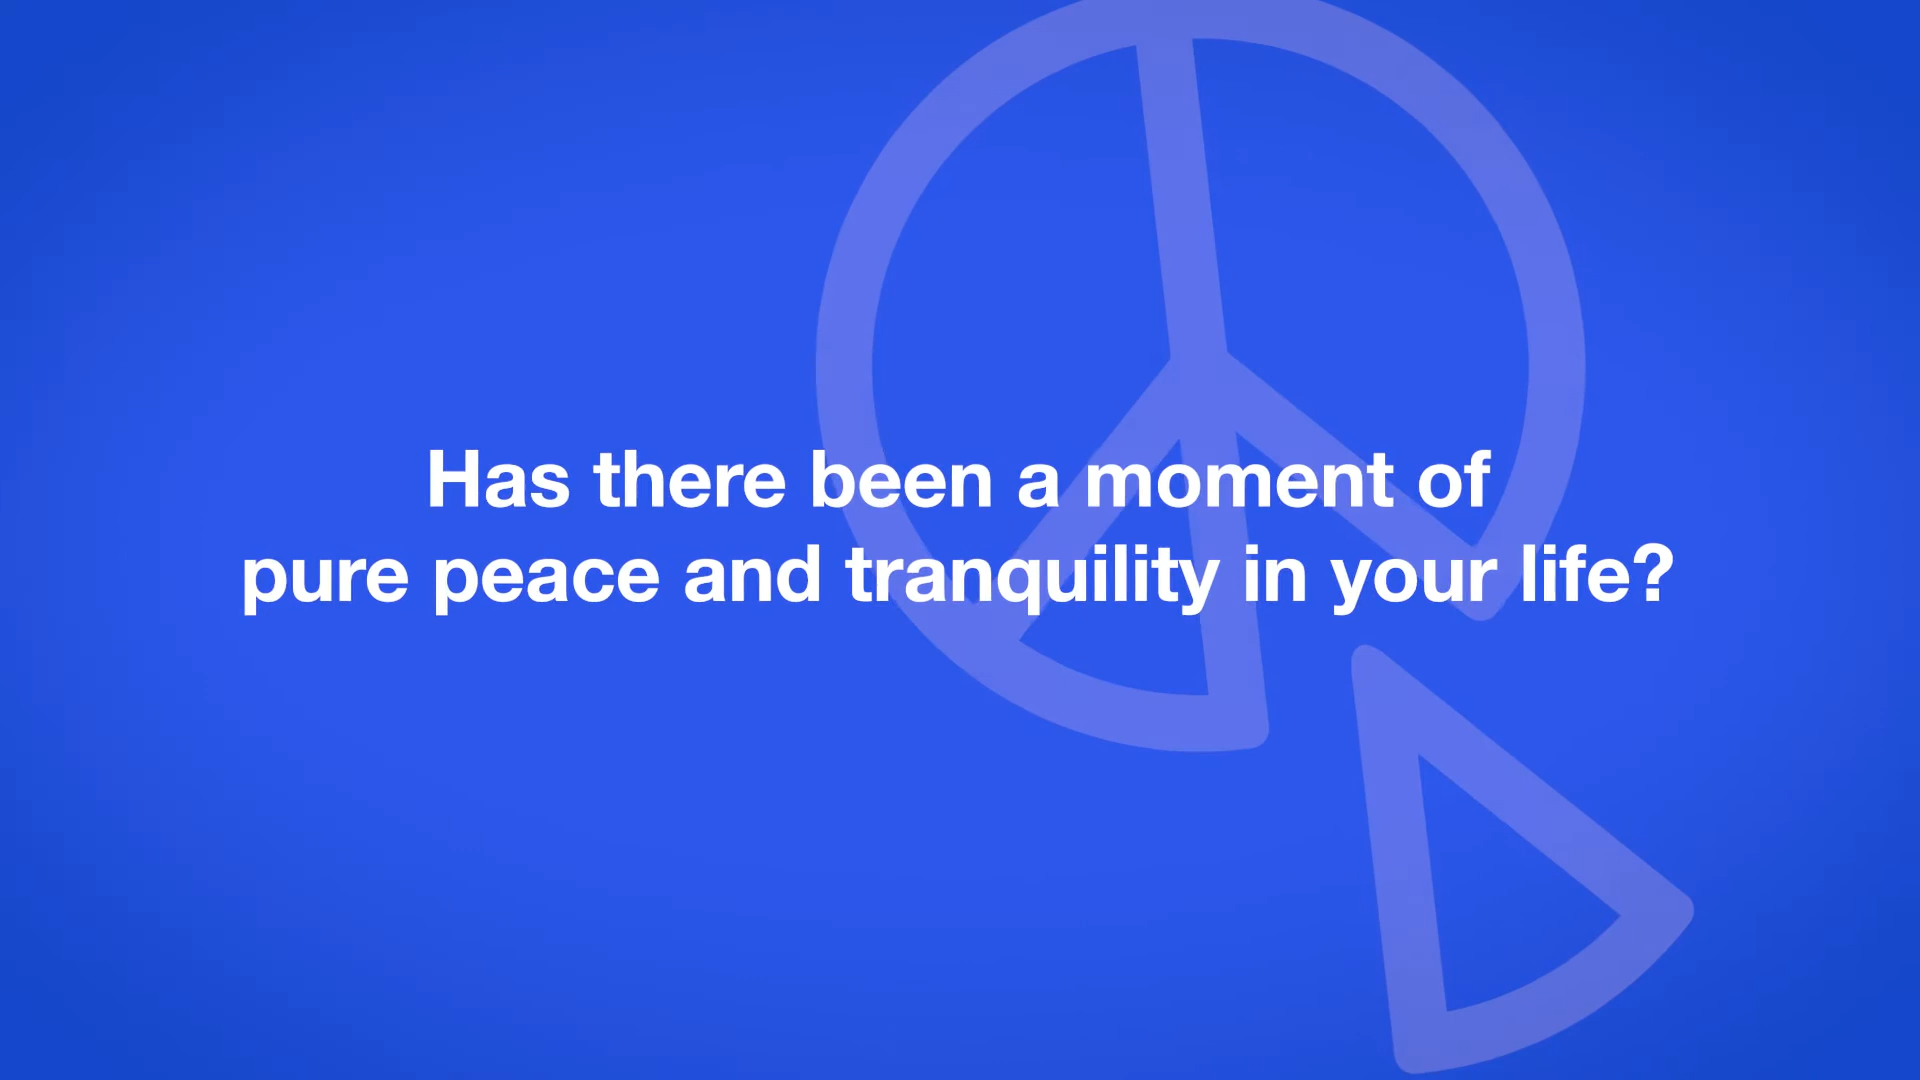 Has there been a moment of
pure peace and tranquility in your life?